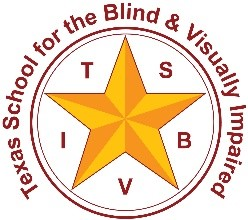 Texas School for the Blind & Visually Impaired
T S B V I